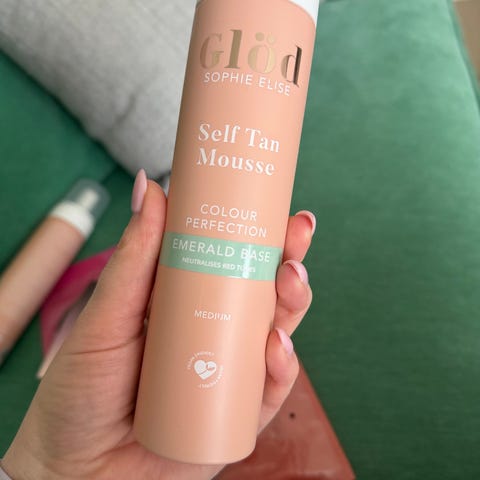 Glöd
SOPHIE ELISE
Self Tan
Mousse
COLOUR
PERFECTION
EMERALD BASE
NEUTRALISES RED TONES
MEDIUM